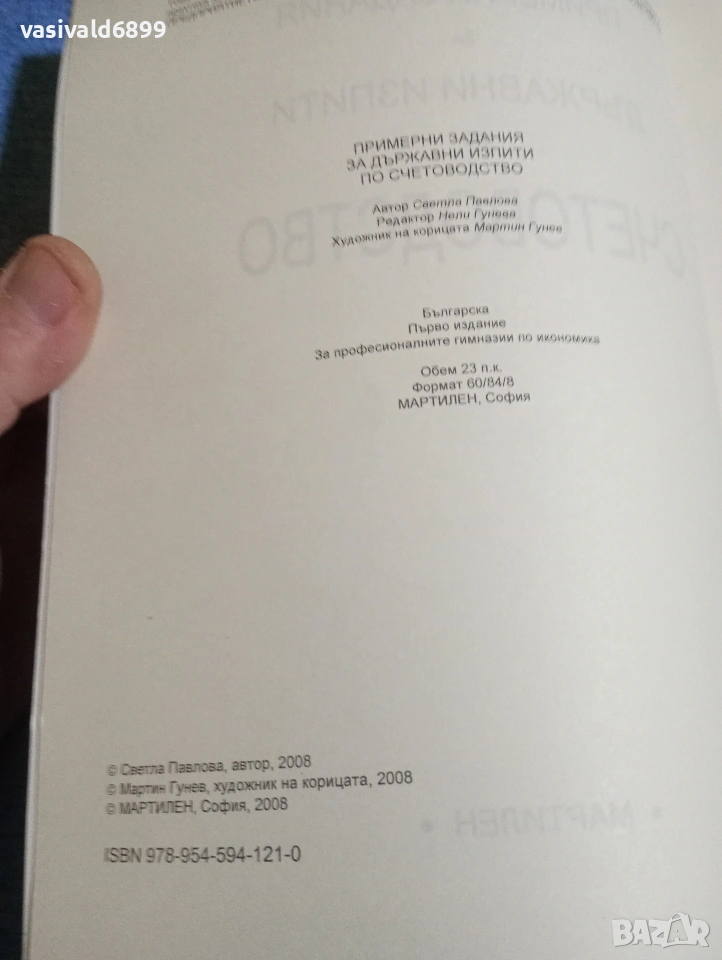 vasivald6899
ПРИМЕРНИ ЗАДАНИЯ
ЗА ДЪРЖАВНИ ИЗПИТИ
ПО СЧЕТОВОДСТВО
Автор Светла Павлова
Редактор Нели Гунева
Художник на корицата Мартин Гунев
Българска
Първо издание
За професионалните гимназии по икономика
Обем 23 п.к.
Формат 60/84/8
МАРТИЛЕН, София
© Светла Павлова, автор, 2008
© Мартин Гунев, художник на корицата, 2008
© МАРТИЛЕН, София, 2008
ISBN 978-954-594-121-0
BAZAR